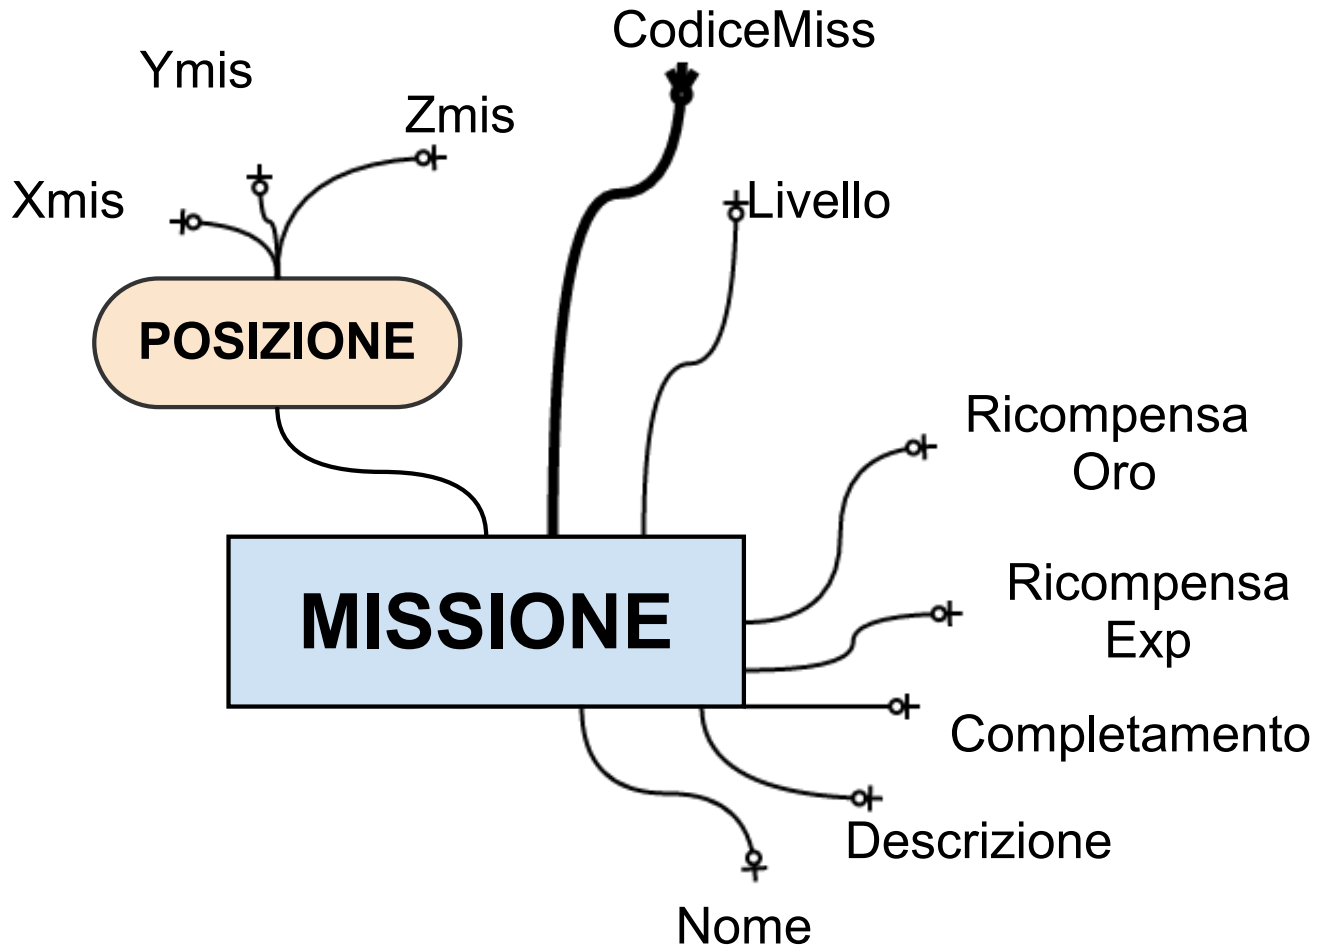 CodiceMiss
Ymis
Zmis
Xmis
Livello
POSIZIONE
Ricompensa
Oro
MISSIONE
Ricompensa
Exp
Completamento
Descrizione
Nome